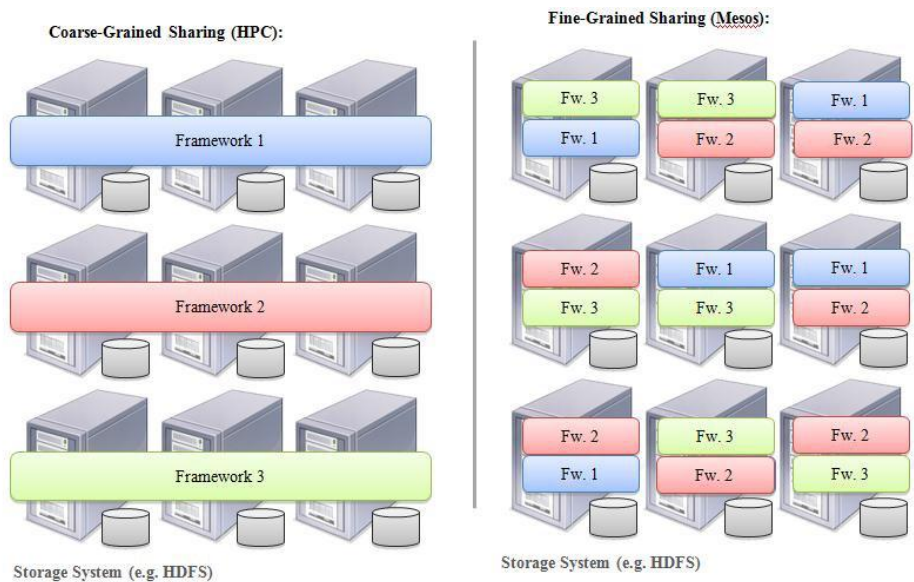 Coarse-Grained Sharing (HPC):
Framework 1
Framework 2
Framework 3
Storage System (e.g. HDFS)
Fine-Grained Sharing (Mesos):
Fw. 3
Fw. 3
Fw. 1
Fw. 1
Fw. 2
Fw. 2
Fw. 2
Fw. 1
Fw. 1
Fw. 3
Fw. 3
Fw. 2
Fw. 2
Fw. 3
Fw. 2
Fw. 1
Fw. 2
Fw. 3
Storage System (e.g. HDFS)